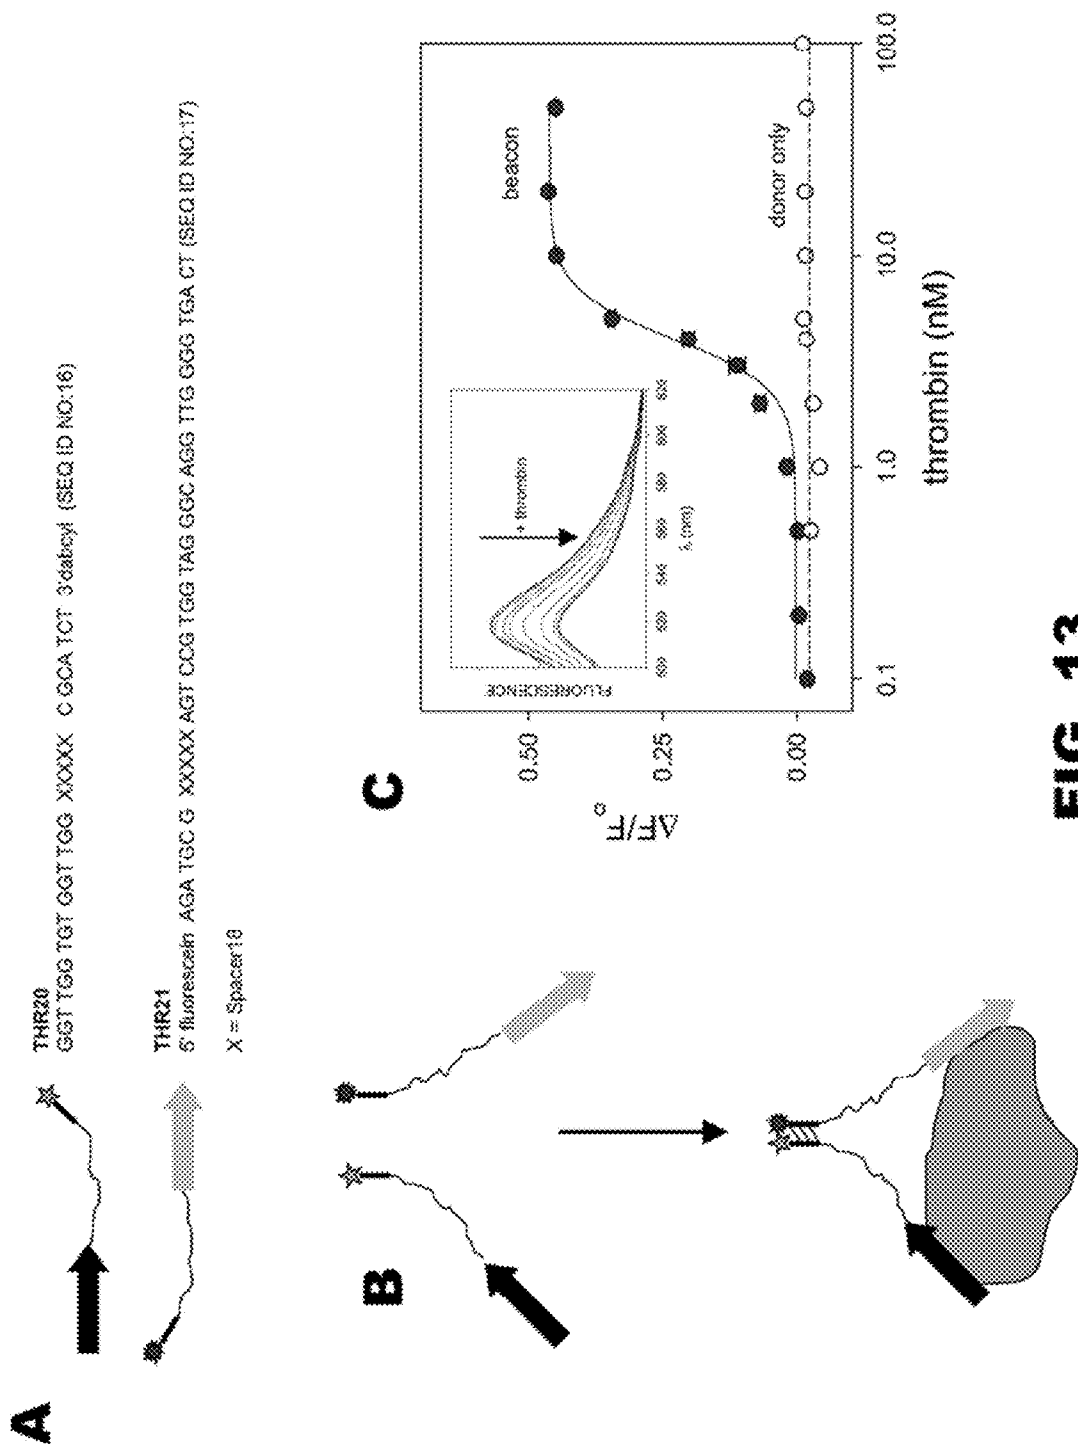 A
THR20
GGT TGG TGT GGT TGG XXXXX C GCA TCT 3'dabcyl (SEQ ID NO:16)
THR21
5' fluorescein AGA TGC G XXXXX AGT CCG TGG TAG GGC AGG TTG GGG TGA CT (SEQ ID NO:17)
X = Spacer18
B
C
ΔF/Fo
0.50
0.25
0.00
beacon
donor only
FLUORESCENCE
+ thrombin
λ (nm)
0.1
1.0
10.0
100.0
thrombin (nM)
FIG. 13